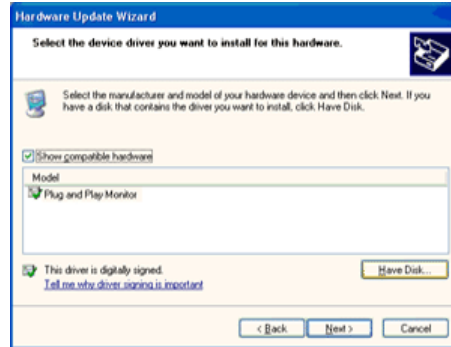 Hardware Update Wizard
Select the device driver you want to install for this hardware.
Select the manufacturer and model of your hardware device and then click Next. If you
have a disk that contains the driver you want to install, click Have Disk.
Show compatible hardware
Model
Plug and Play Monitor
This driver is digitally signed.
Tell me why driver signing is important
Have Disk...
< Back
Next >
Cancel